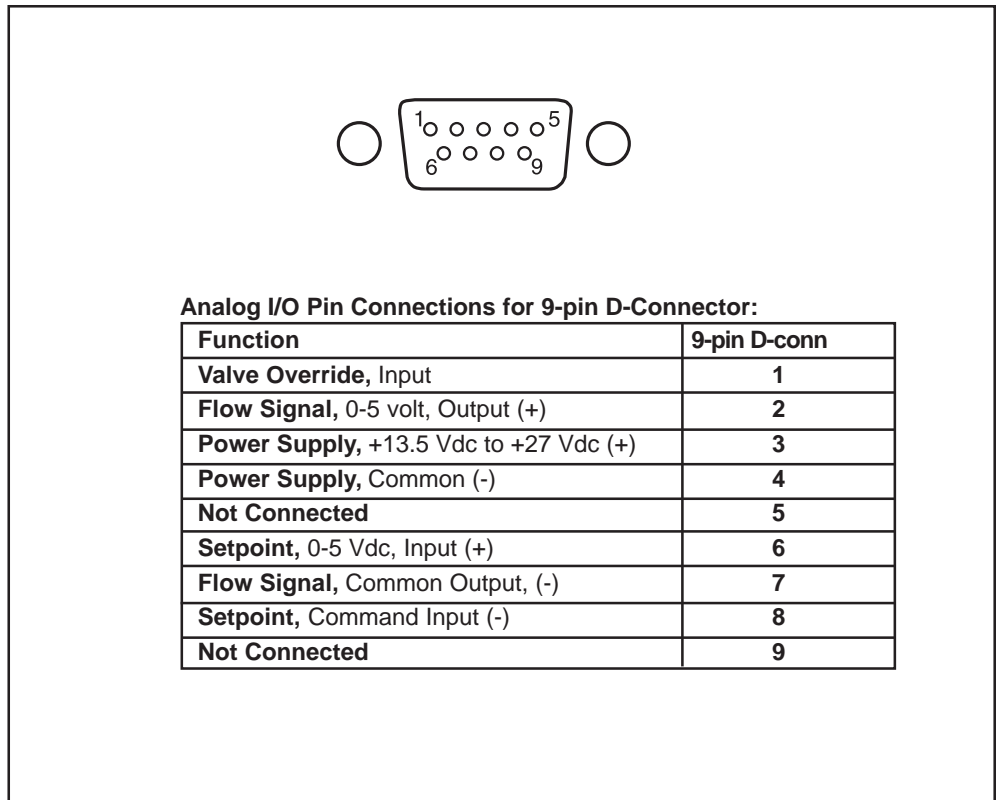 1 5
6 9
Analog I/O Pin Connections for 9-pin D-Connector:
Function 9-pin D-conn
Valve Override, Input 1
Flow Signal, 0-5 volt, Output (+) 2
Power Supply, +13.5 Vdc to +27 Vdc (+) 3
Power Supply, Common (-) 4
Not Connected 5
Setpoint, 0-5 Vdc, Input (+) 6
Flow Signal, Common Output, (-) 7
Setpoint, Command Input (-) 8
Not Connected 9